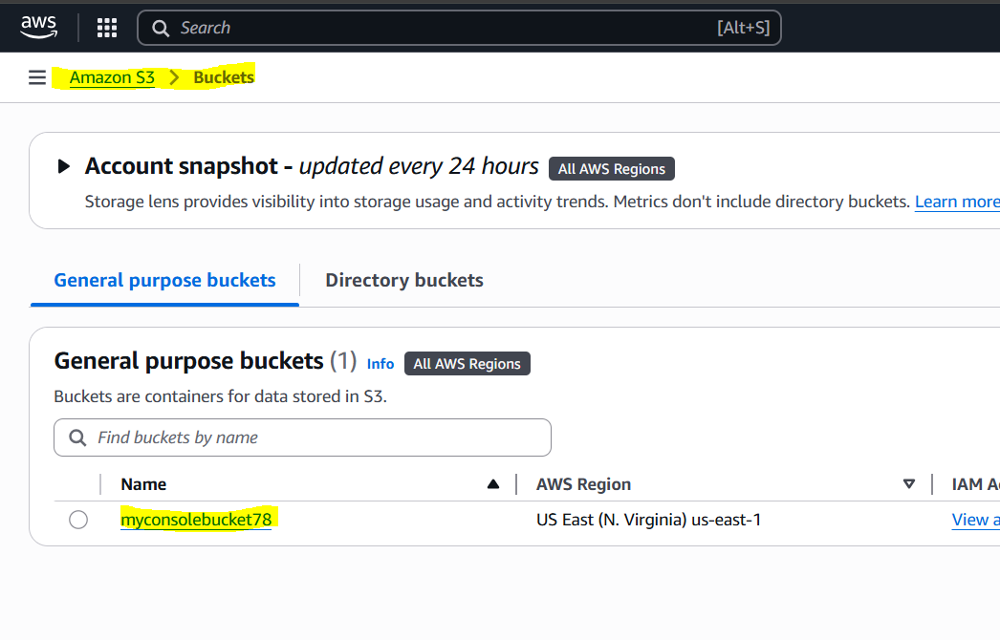 aws
Search [Alt+S]
Amazon S3 > Buckets
Account snapshot - updated every 24 hours All AWS Regions
Storage lens provides visibility into storage usage and activity trends. Metrics don't include directory buckets. Learn more
General purpose buckets Directory buckets
General purpose buckets (1) Info All AWS Regions
Buckets are containers for data stored in S3.
Find buckets by name
Name AWS Region IAM
myconsolebucket78 US East (N. Virginia) us-east-1 View